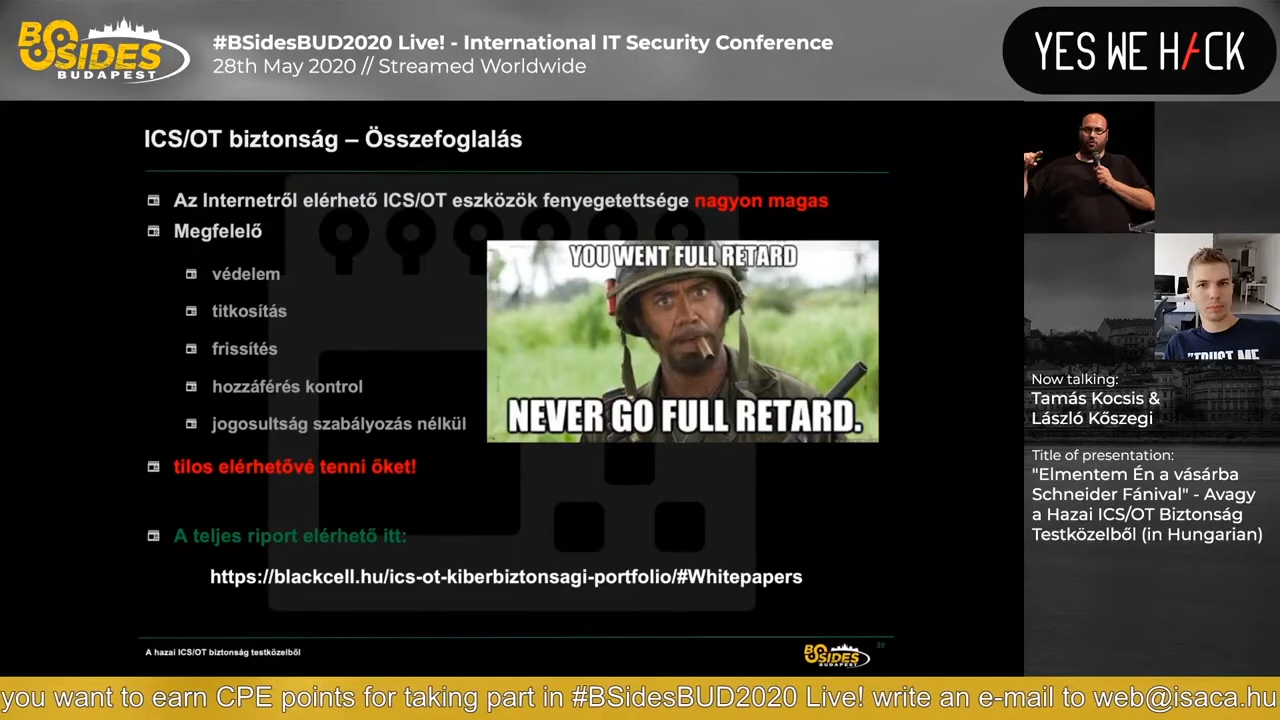 BSIDES
BUDAPEST
#BSidesBUD2020 Live! - International IT Security Conference
28th May 2020 // Streamed Worldwide
YES WE H/CK
ICS/OT biztonság – Összefoglalás
Az Internetről elérhető ICS/OT eszközök fenyegetettsége nagyon magas
Megfelelő
védelem
titkosítás
frissítés
hozzáférés kontrol
jogosultság szabályozás nélkül
tilos elérhetővé tenni őket!
A teljes riport elérhető itt:
https://blackcell.hu/ics-ot-kiberbiztonsagi-portfolio/#Whitepapers
YOU WENT FULL RETARD
NEVER GO FULL RETARD.
A hazai ICS/OT biztonság testközelből
BSIDES
BUDAPEST
39
"TRUST ME
Now talking:
Tamás Kocsis &
László Kőszegi
Title of presentation:
"Elmentem Én a vásárba
Schneider Fánival" - Avagy
a Hazai ICS/OT Biztonság
Testközelből (in Hungarian)
you want to earn CPE points for taking part in #BSidesBUD2020 Live! write an e-mail to web@isaca.hu